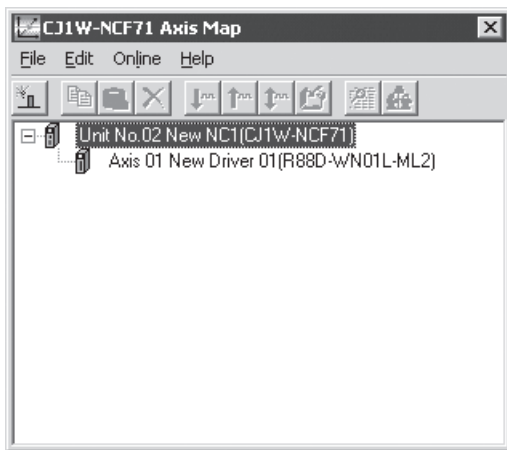 CJ1W-NCF71 Axis Map
File Edit Online Help
Unit No.02 New NC1(CJ1W-NCF71)
Axis 01 New Driver 01(R88D-WN01L-ML2)